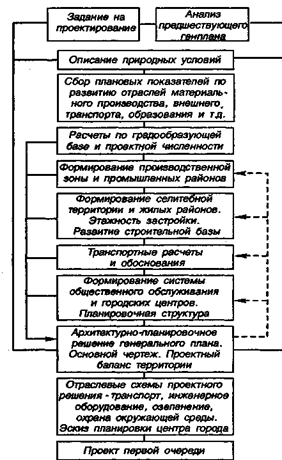 Задание на
проектирование
Анализ
предшествующего
генплана
Описание природных условий
Сбор плановых показателей по
развитию отраслей материаль-
ного производства, внешнего,
транспорта, образования и т.д.
Расчеты по градообразующей
базе и проектной численности
Формирование производственной
зоны и промышленных районов
Формирование селитебной
территории и жилых районов.
Этажность застройки.
Развитие строительной базы
Транспортные расчеты
и обоснования
Формирование системы
общественного обслуживания
и городских центров.
Планировочная структура
Архитектурно-планировочное
решение генерального плана.
Основной чертеж. Проектный
баланс территории
Отраслевые схемы проектного
решения - транспорт, инженерное
оборудование, озеленение,
охрана окружающей среды.
Эскиз планировки центра города
Проект первой очереди